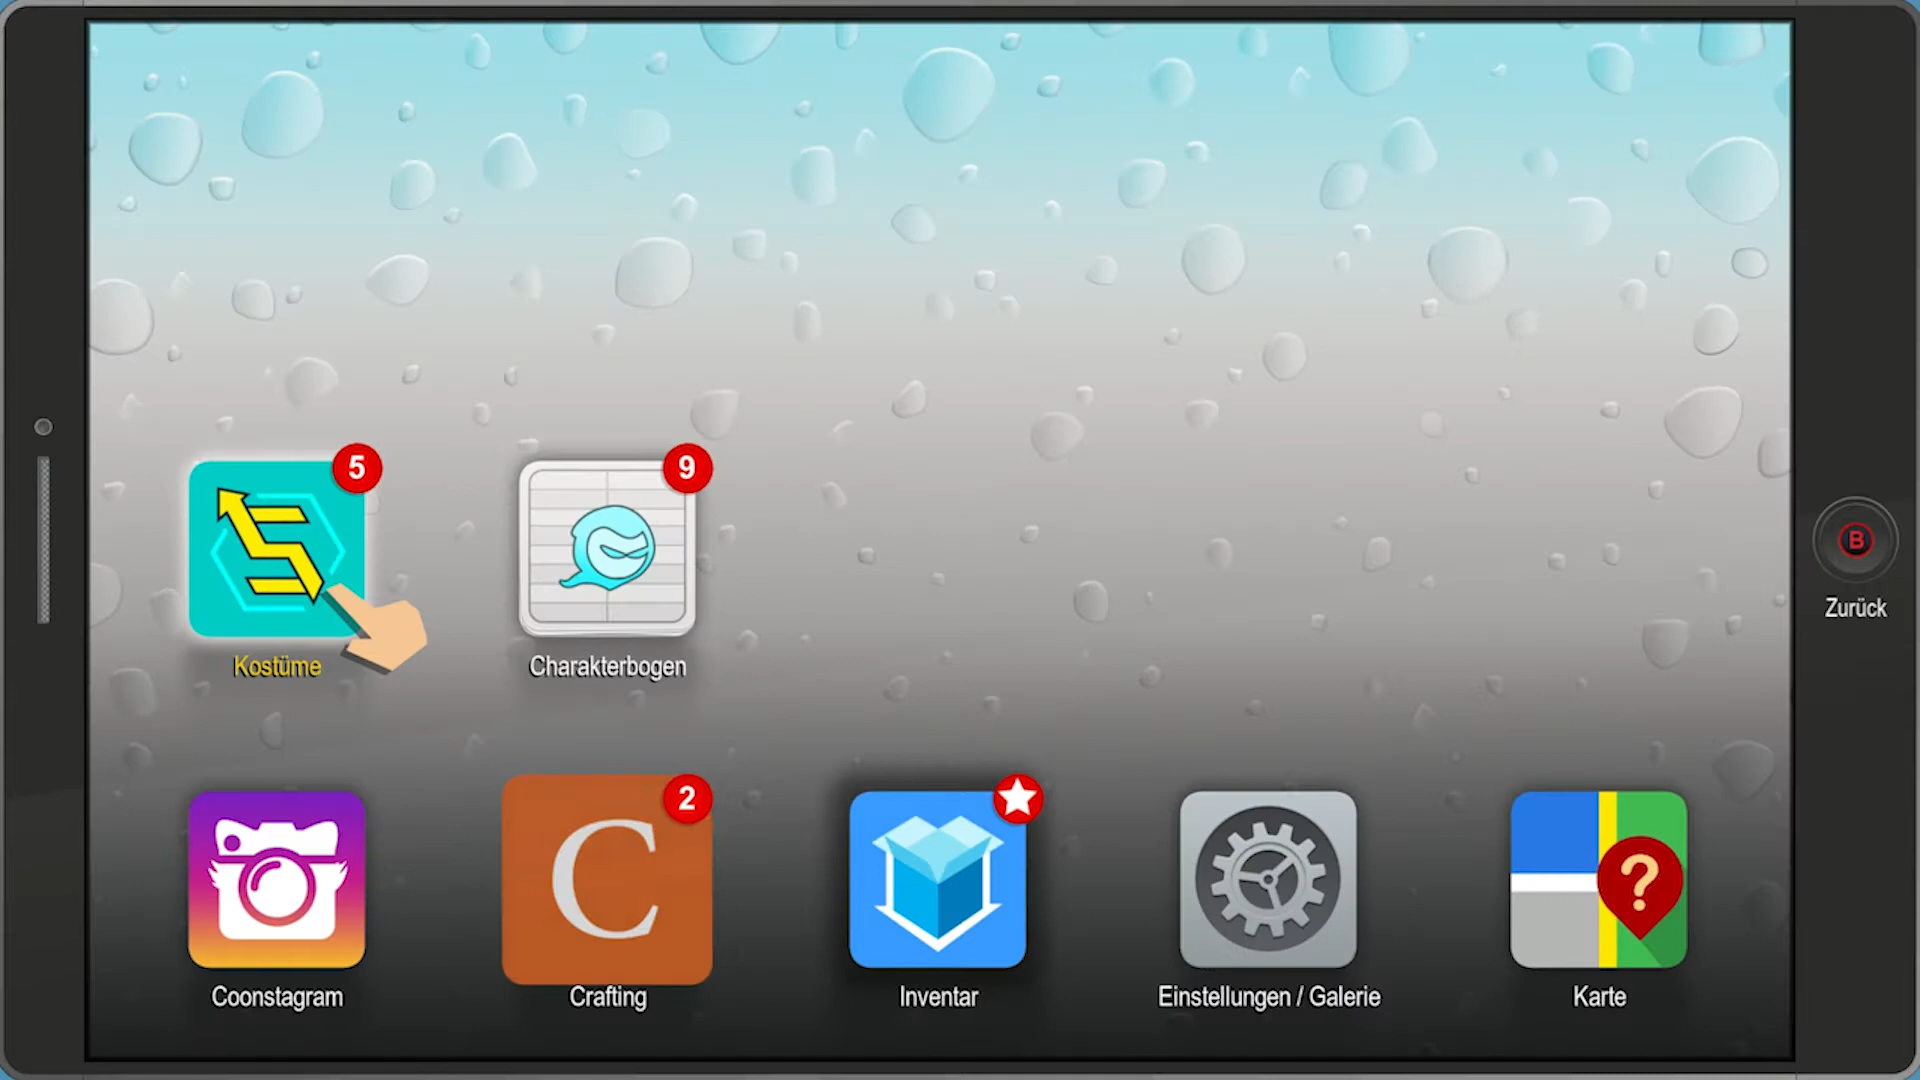 5
9
Kostüme
Charakterbogen
B
Zurück
2
C
?
Coonstagram
Crafting
Inventar
Einstellungen / Galerie
Karte